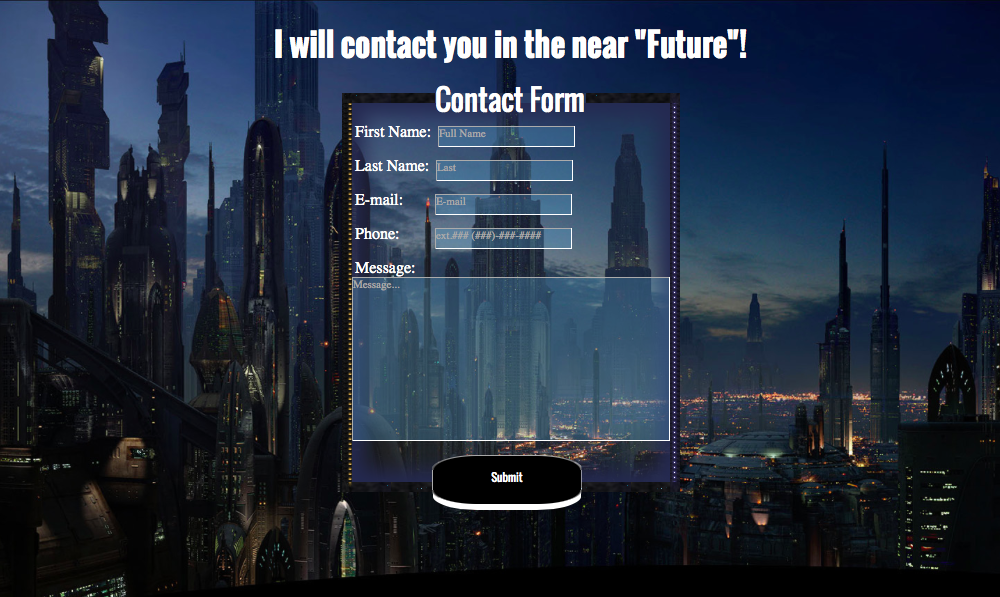 I will contact you in the near "Future"!
Contact Form
First Name: Full Name
Last Name: Last
E-mail: E-mail
Phone: ext.### (###)-###-####
Message:
Message...
Submit